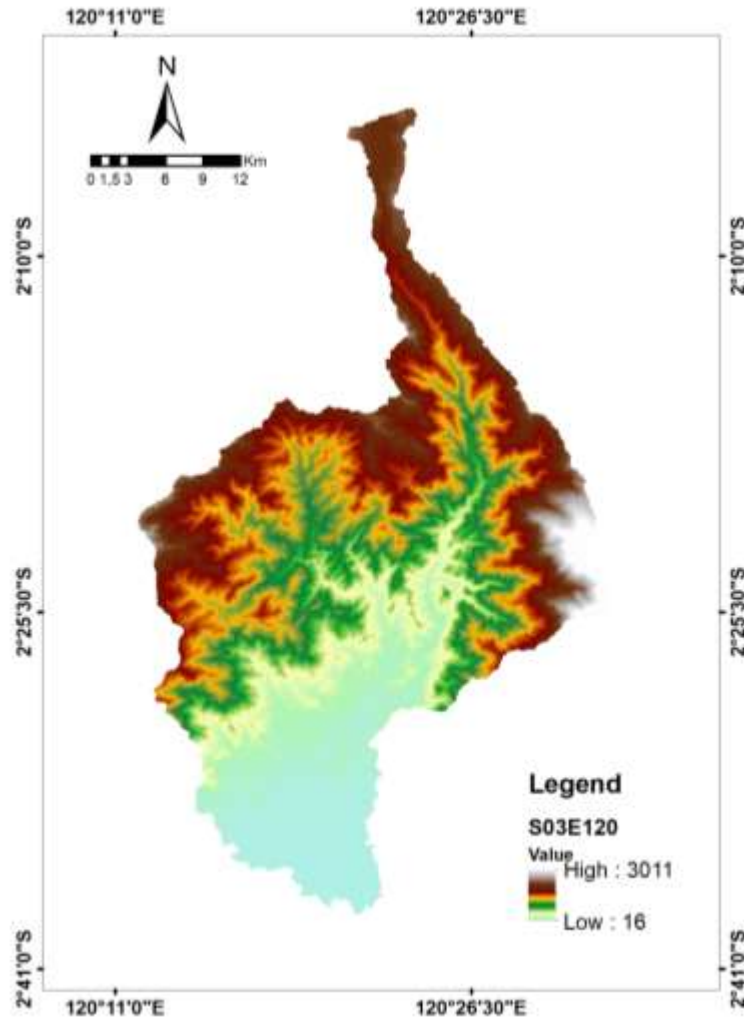 120°11'0"E 120°26'30"E
N
Km
0 1,5 3 6 9 12
2°10'0"S 2°10'0"S
2°25'30"S 2°25'30"S
Legend
S03E120
Value
High : 3011
Low : 16
2°41'0"S 2°41'0"S
120°11'0"E 120°26'30"E